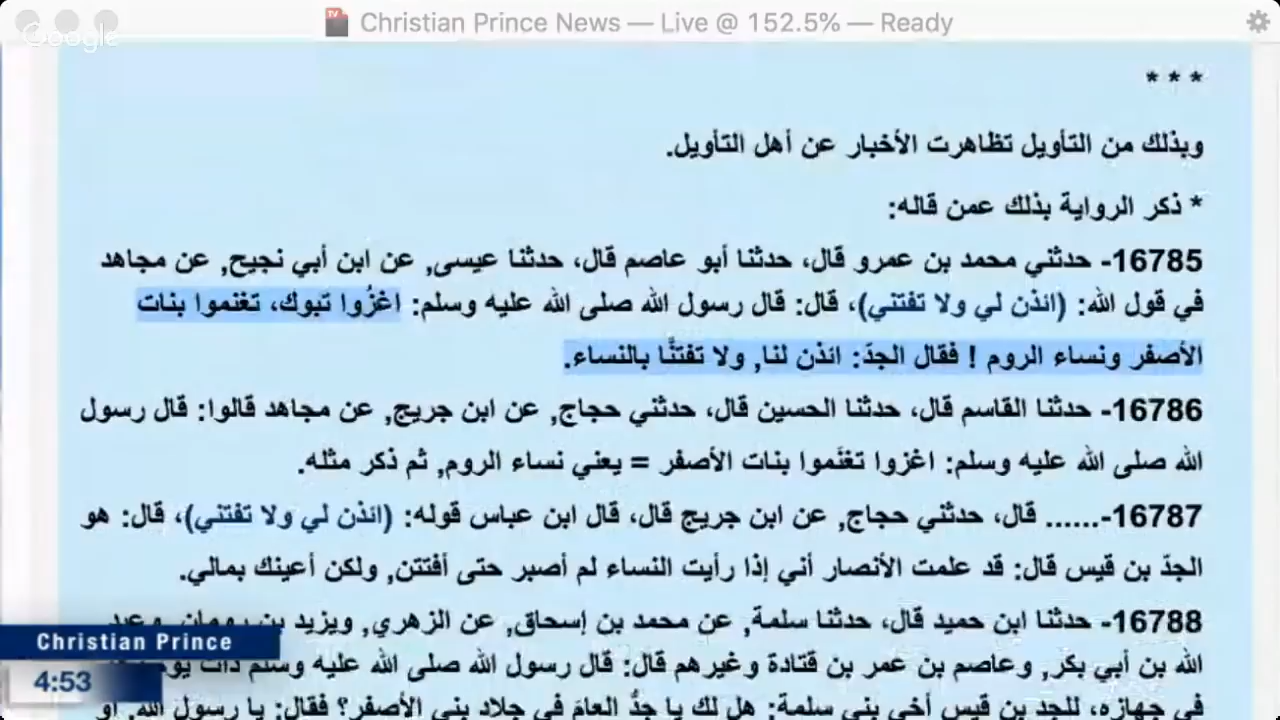 Christian Prince News — Live @ 152.5% — Ready
Google
* * *
وبذلك من التأويل تظاهرت الأخبار عن أهل التأويل.
* ذكر الرواية بذلك عمن قاله:
16785- حدثني محمد بن عمرو قال، حدثنا أبو عاصم قال، حدثنا عيسى, عن ابن أبي نجيح, عن مجاهد
في قول الله: (ائذن لي ولا تفتني)، قال: قال رسول الله صلى الله عليه وسلم: اغزُوا تبوك، تغنموا بنات
الأصفر ونساء الروم ! فقال الجدّ: ائذن لنا, ولا تفتنَّا بالنساء.
16786- حدثنا القاسم قال، حدثنا الحسين قال، حدثني حجاج, عن ابن جريج, عن مجاهد قالوا: قال رسول
الله صلى الله عليه وسلم: اغزوا تغنَموا بنات الأصفر = يعني نساء الروم, ثم ذكر مثله.
16787-...... قال، حدثني حجاج, عن ابن جريج قال، قال ابن عباس قوله: (ائذن لي ولا تفتني)، قال: هو
الجدّ بن قيس قال: قد علمت الأنصار أني إذا رأيت النساء لم أصبر حتى أفتتن, ولكن أعينك بمالي.
16788- حدثنا ابن حميد قال، حدثنا سلمة, عن محمد بن إسحاق, عن الزهري, ويزيد بن رومان, وعبد
الله بن أبي بكر, وعاصم بن عمر بن قتادة وغيرهم قال: قال رسول الله صلى الله عليه وسلم ذات
في جهازه، للجد بن قيس أخي بني سلمة: هل لك يا جدُّ العامَ في جلاد بني الأصفر؟ فقال: يا رسول الله, أو
Christian Prince
4:53